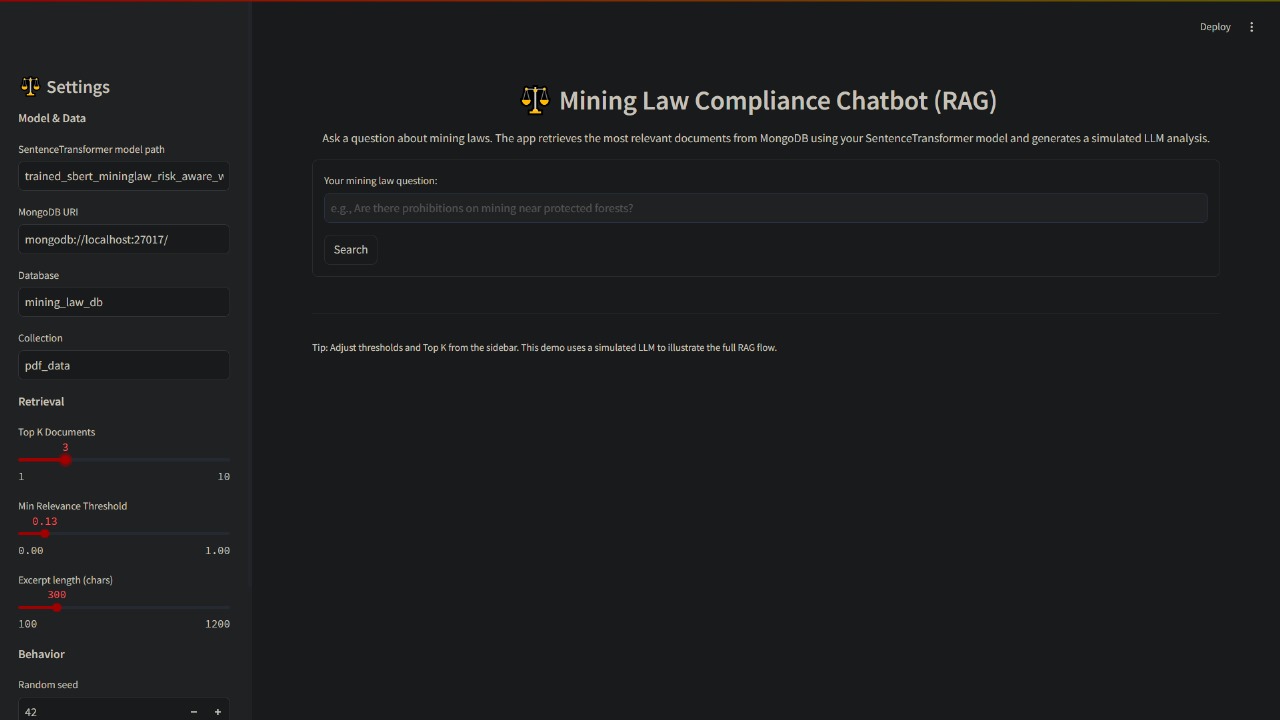 Deploy
Settings
Model & Data
SentenceTransformer model path
trained_sbert_mininglaw_risk_aware_w
MongoDB URI
mongodb://localhost:27017/
Database
mining_law_db
Collection
pdf_data
Retrieval
Top K Documents
3
1 10
Min Relevance Threshold
0.13
0.00 1.00
Excerpt length (chars)
300
100 1200
Behavior
Random seed
42 − +
Mining Law Compliance Chatbot (RAG)
Ask a question about mining laws. The app retrieves the most relevant documents from MongoDB using your SentenceTransformer model and generates a simulated LLM analysis.
Your mining law question:
e.g., Are there prohibitions on mining near protected forests?
Search
Tip: Adjust thresholds and Top K from the sidebar. This demo uses a simulated LLM to illustrate the full RAG flow.